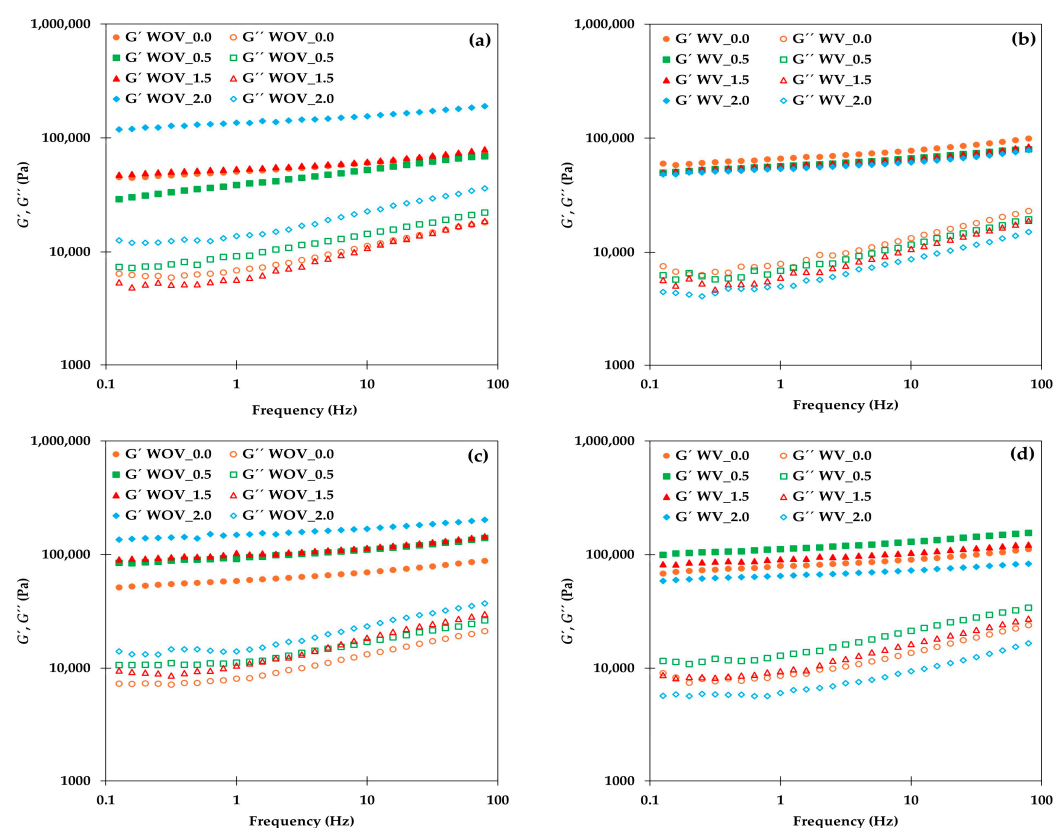 1,000,000
100,000
10,000
1000
G′, G′′ (Pa)
G′ WOV_0.0 G′′ WOV_0.0
G′ WOV_0.5 G′′ WOV_0.5
G′ WOV_1.5 G′′ WOV_1.5
G′ WOV_2.0 G′′ WOV_2.0
(a)
0.1 1 10 100
Frequency (Hz)
1,000,000
100,000
10,000
1000
G′, G′′ (Pa)
G′ WV_0.0 G′′ WV_0.0
G′ WV_0.5 G′′ WV_0.5
G′ WV_1.5 G′′ WV_1.5
G′ WV_2.0 G′′ WV_2.0
(b)
0.1 1 10 100
Frequency (Hz)
1,000,000
100,000
10,000
1000
G′, G′′ (Pa)
G′ WOV_0.0 G′′ WOV_0.0
G′ WOV_0.5 G′′ WOV_0.5
G′ WOV_1.5 G′′ WOV_1.5
G′ WOV_2.0 G′′ WOV_2.0
(c)
0.1 1 10 100
Frequency (Hz)
1,000,000
100,000
10,000
1000
G′, G′′ (Pa)
G′ WV_0.0 G′′ WV_0.0
G′ WV_0.5 G′′ WV_0.5
G′ WV_1.5 G′′ WV_1.5
G′ WV_2.0 G′′ WV_2.0
(d)
0.1 1 10 100
Frequency (Hz)